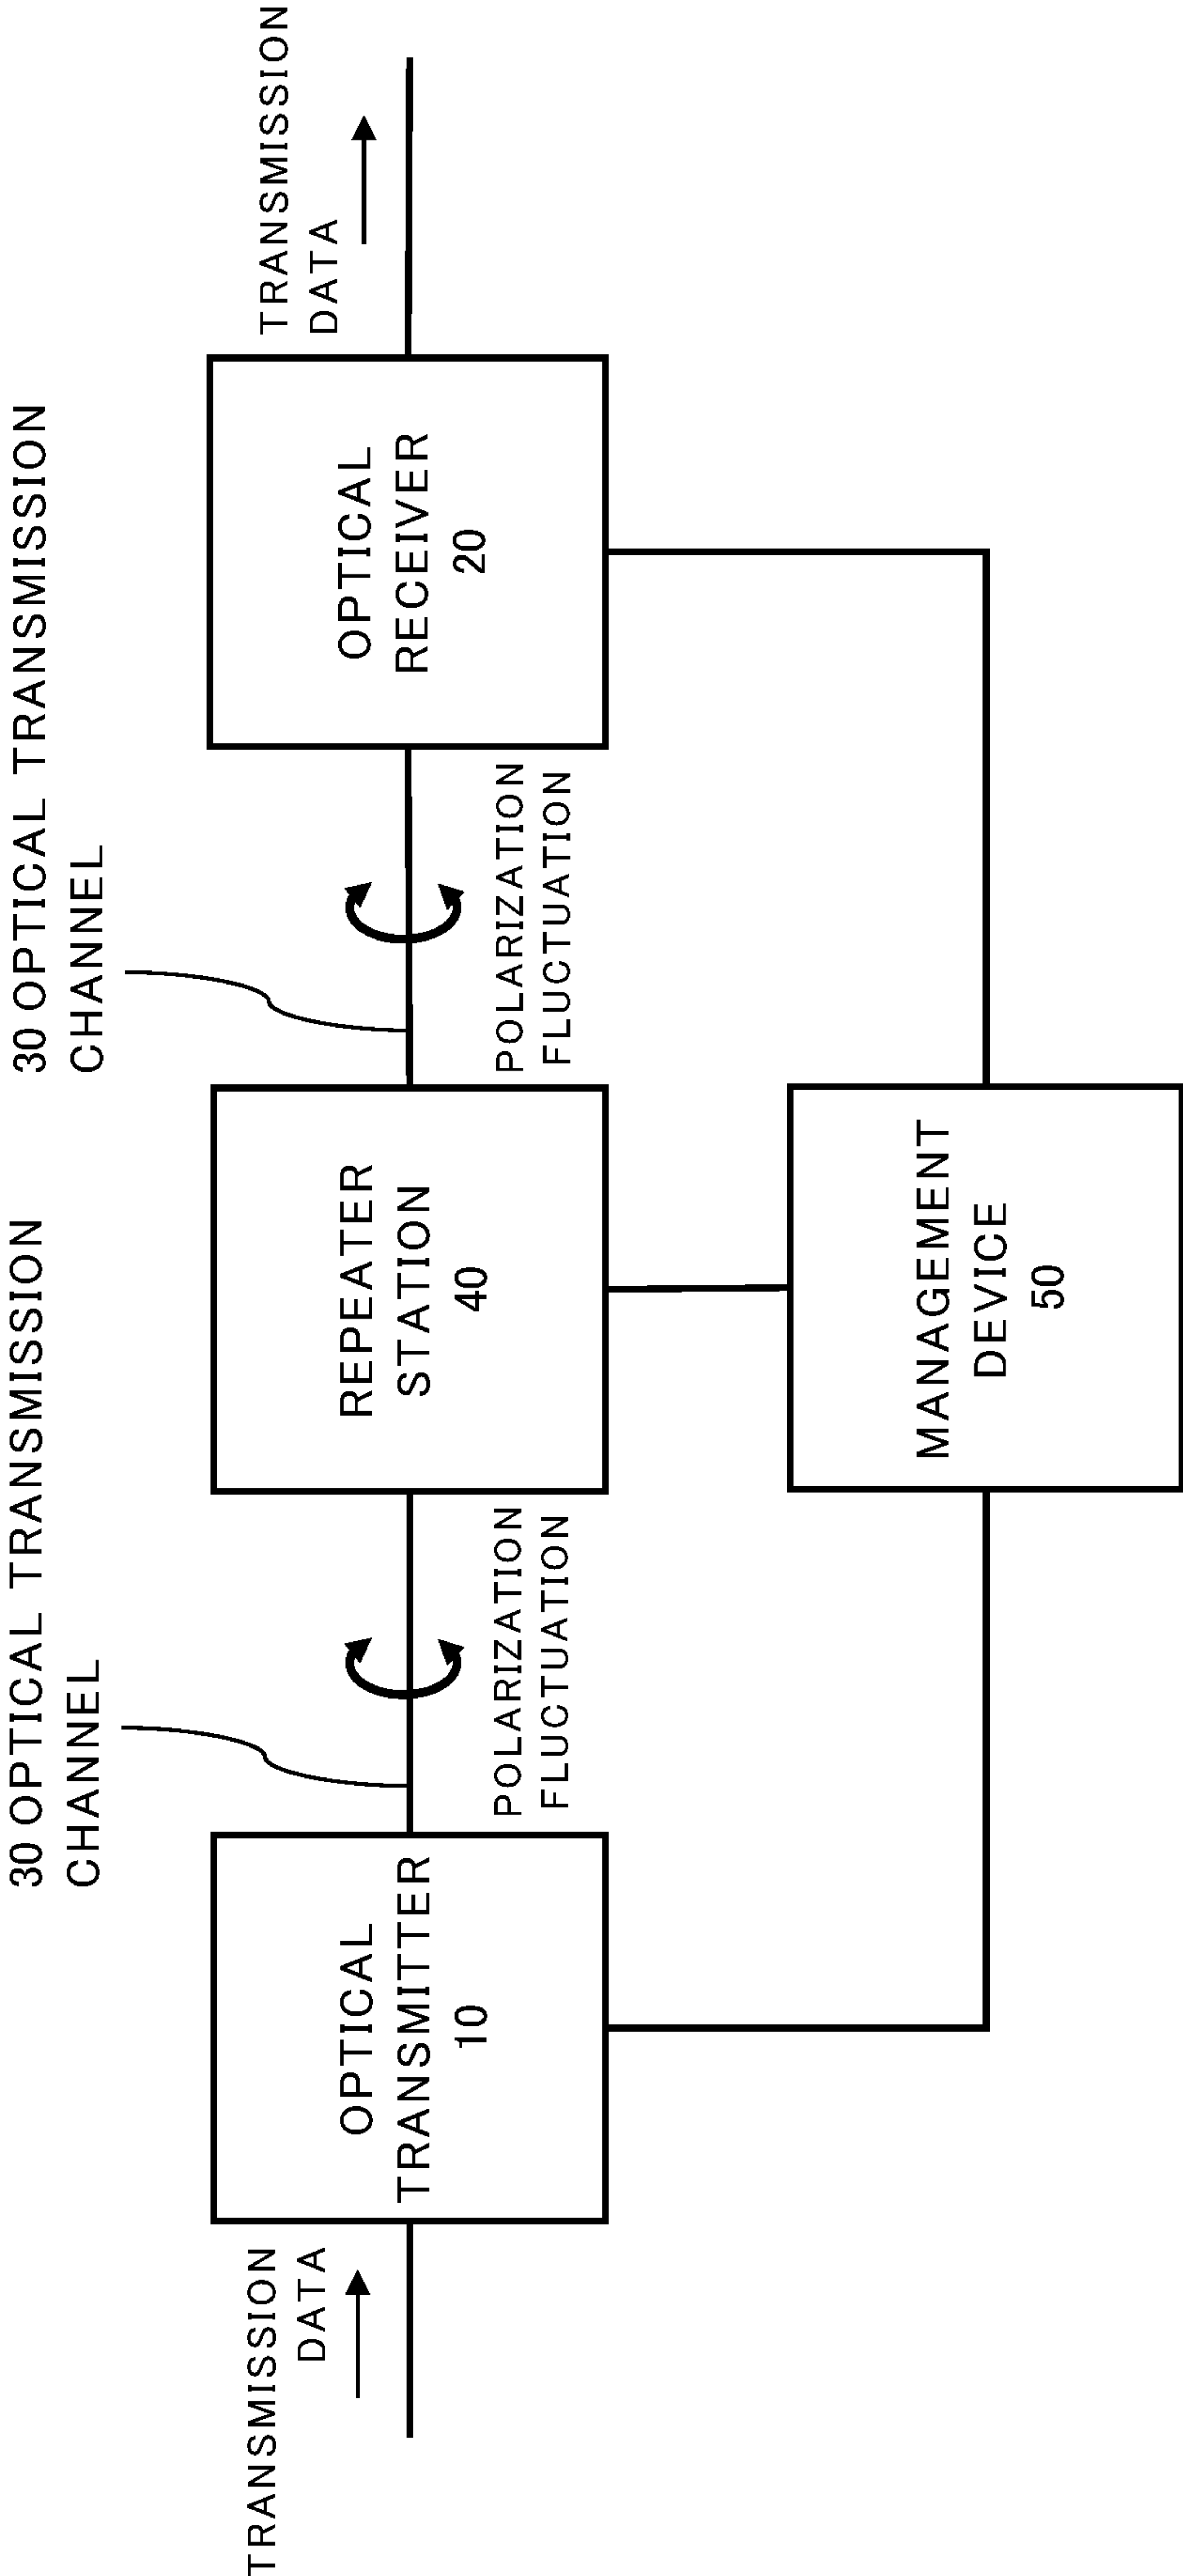 30 OPTICAL TRANSMISSION
CHANNEL
30 OPTICAL TRANSMISSION
CHANNEL
TRANSMISSION
DATA
OPTICAL
TRANSMITTER
10
POLARIZATION
FLUCTUATION
REPEATER
STATION
40
POLARIZATION
FLUCTUATION
OPTICAL
RECEIVER
20
TRANSMISSION
DATA
MANAGEMENT
DEVICE
50